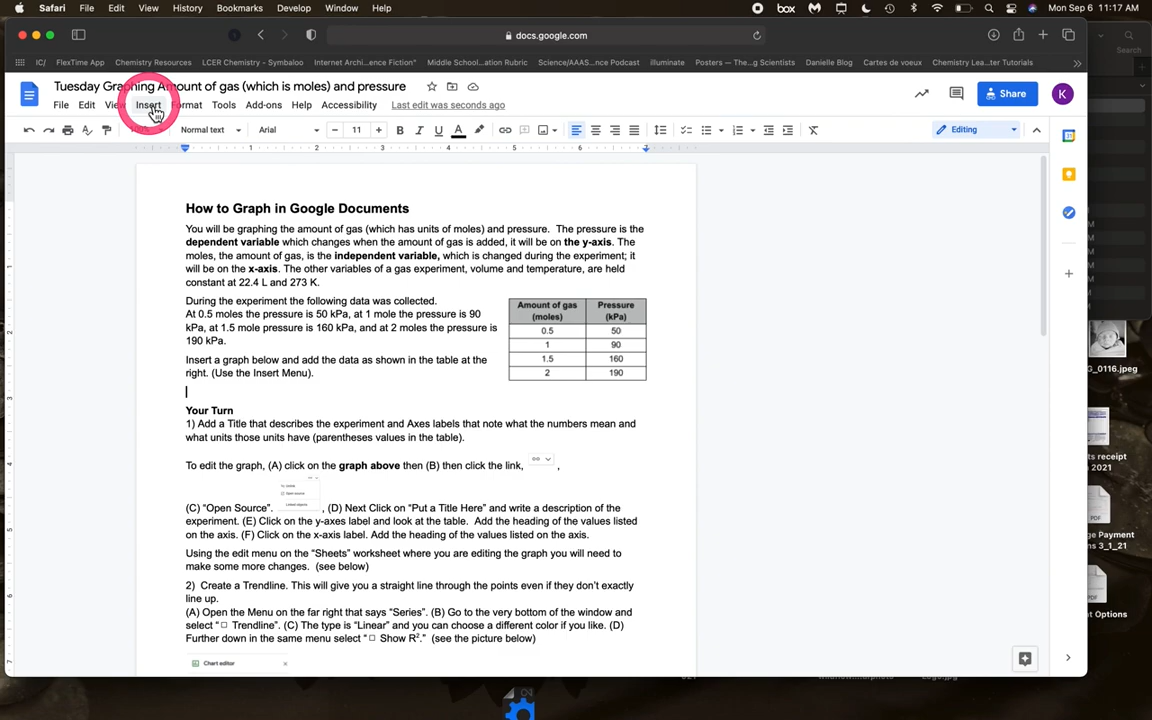 Safari File Edit View History Bookmarks Develop Window Help box Mon Sep 6 11:17 AM
docs.google.com
Search
IC/ FlexTime App Chemistry Resources LCER Chemistry - Symbaloo Internet Archi...ence Fiction" Middle School...ation Rubric Science/AAAS...nce Podcast illuminate Posters — The...g Scientists Danielle Blog Cartes de voeux Chemistry Lea...ter Tutorials
Tuesday Graphing Amount of gas (which is moles) and pressure
File Edit View Insert Format Tools Add-ons Help Accessibility Last edit was seconds ago
Share
K
Normal text Arial 11 B I U A Editing
How to Graph in Google Documents
You will be graphing the amount of gas (which has units of moles) and pressure. The pressure is the
dependent variable which changes when the amount of gas is added, it will be on the y-axis. The
moles, the amount of gas, is the independent variable, which is changed during the experiment; it
will be on the x-axis. The other variables of a gas experiment, volume and temperature, are held
constant at 22.4 L and 273 K.
During the experiment the following data was collected.
At 0.5 moles the pressure is 50 kPa, at 1 mole the pressure is 90
kPa, at 1.5 mole pressure is 160 kPa, and at 2 moles the pressure is
190 kPa.
Insert a graph below and add the data as shown in the table at the
right. (Use the Insert Menu).
Amount of gas (moles) Pressure (kPa)
0.5 50
1 90
1.5 160
2 190
Your Turn
1) Add a Title that describes the experiment and Axes labels that note what the numbers mean and
what units those units have (parentheses values in the table).
To edit the graph, (A) click on the graph above then (B) then click the link, ,
Unlink
Open source
Linked objects
(C) "Open Source". , (D) Next Click on "Put a Title Here" and write a description of the
experiment. (E) Click on the y-axes label and look at the table. Add the heading of the values listed
on the axis. (F) Click on the x-axis label. Add the heading of the values listed on the axis.
Using the edit menu on the "Sheets" worksheet where you are editing the graph you will need to
make some more changes. (see below)
2) Create a Trendline. This will give you a straight line through the points even if they don't exactly
line up.
(A) Open the Menu on the far right that says "Series". (B) Go to the very bottom of the window and
select "☐ Trendline". (C) The type is "Linear" and you can choose a different color if you like. (D)
Further down in the same menu select "☐ Show R²." (see the picture below)
Chart editor
G_0116.jpeg
ts receipt
2021
ge Payment
ns 3_1_21
nt Options